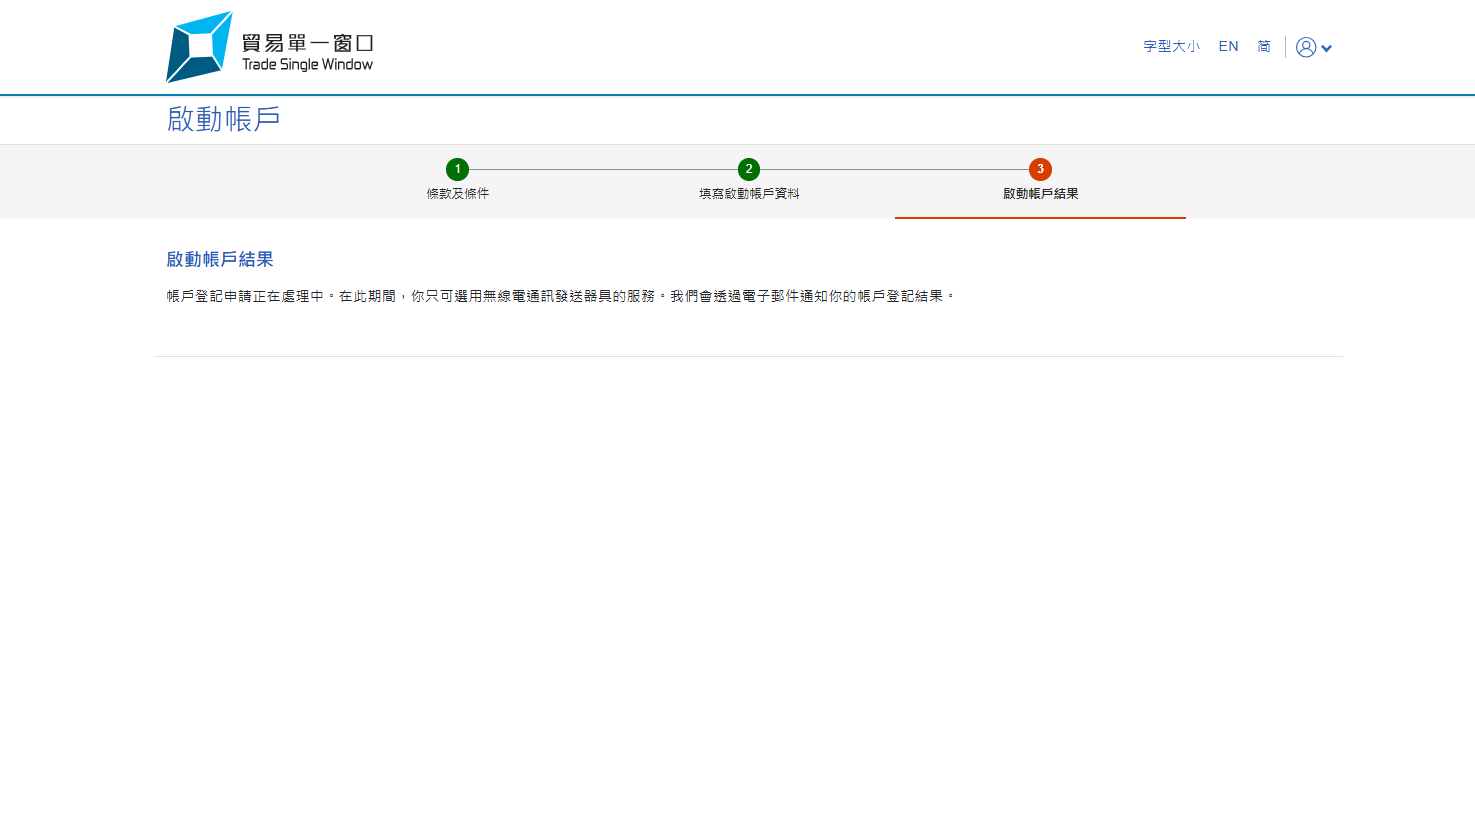 貿易單一窗口
Trade Single Window
字型大小 EN 简
啟動帳戶
1 2 3
條款及條件 填寫啟動帳戶資料 啟動帳戶結果
啟動帳戶結果
帳戶登記申請正在處理中。在此期間，你只可選用無線電通訊發送器具的服務。我們會透過電子郵件通知你的帳戶登記結果。